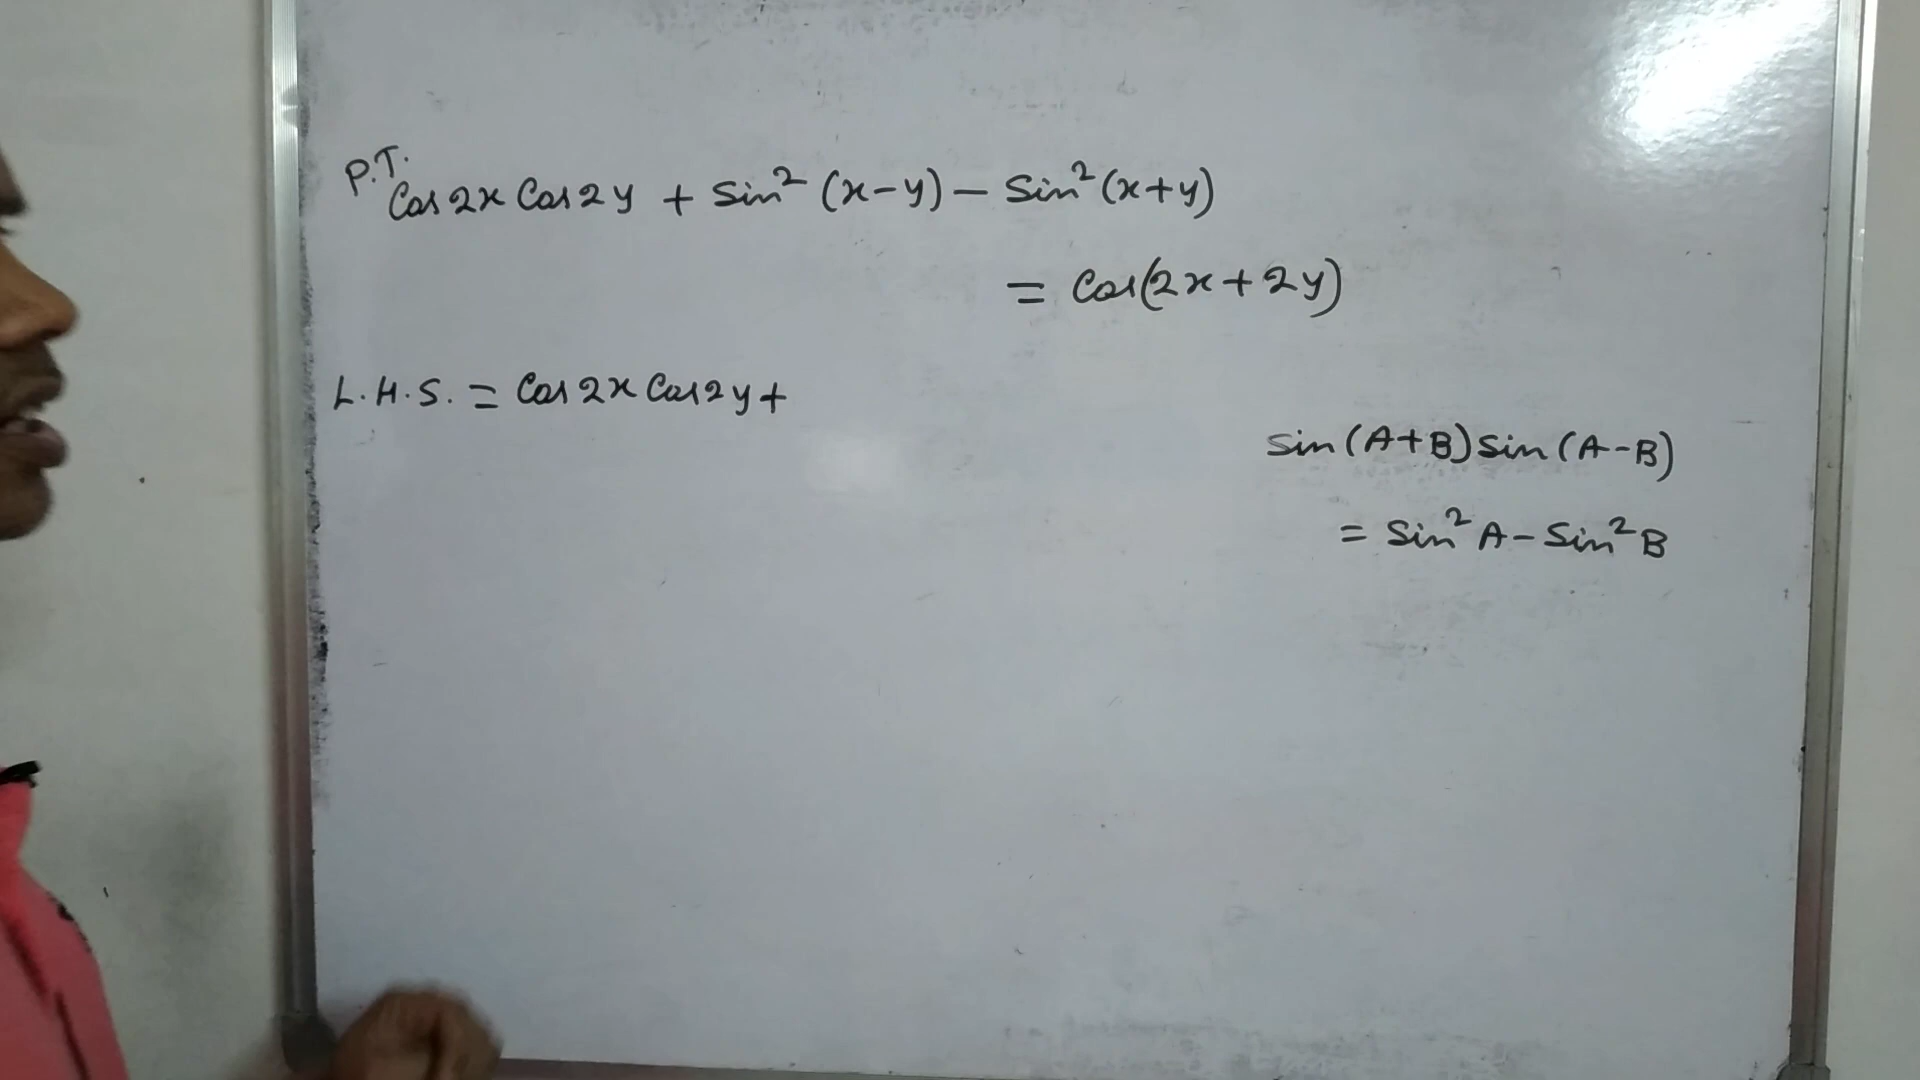 P.T.
Cos 2x Cos 2y + Sin² (x-y) - Sin² (x+y)
= Cos(2x+2y)
L.H.S. = Cos 2x Cos 2y +
Sin (A+B) Sin (A-B)
= Sin² A - Sin² B